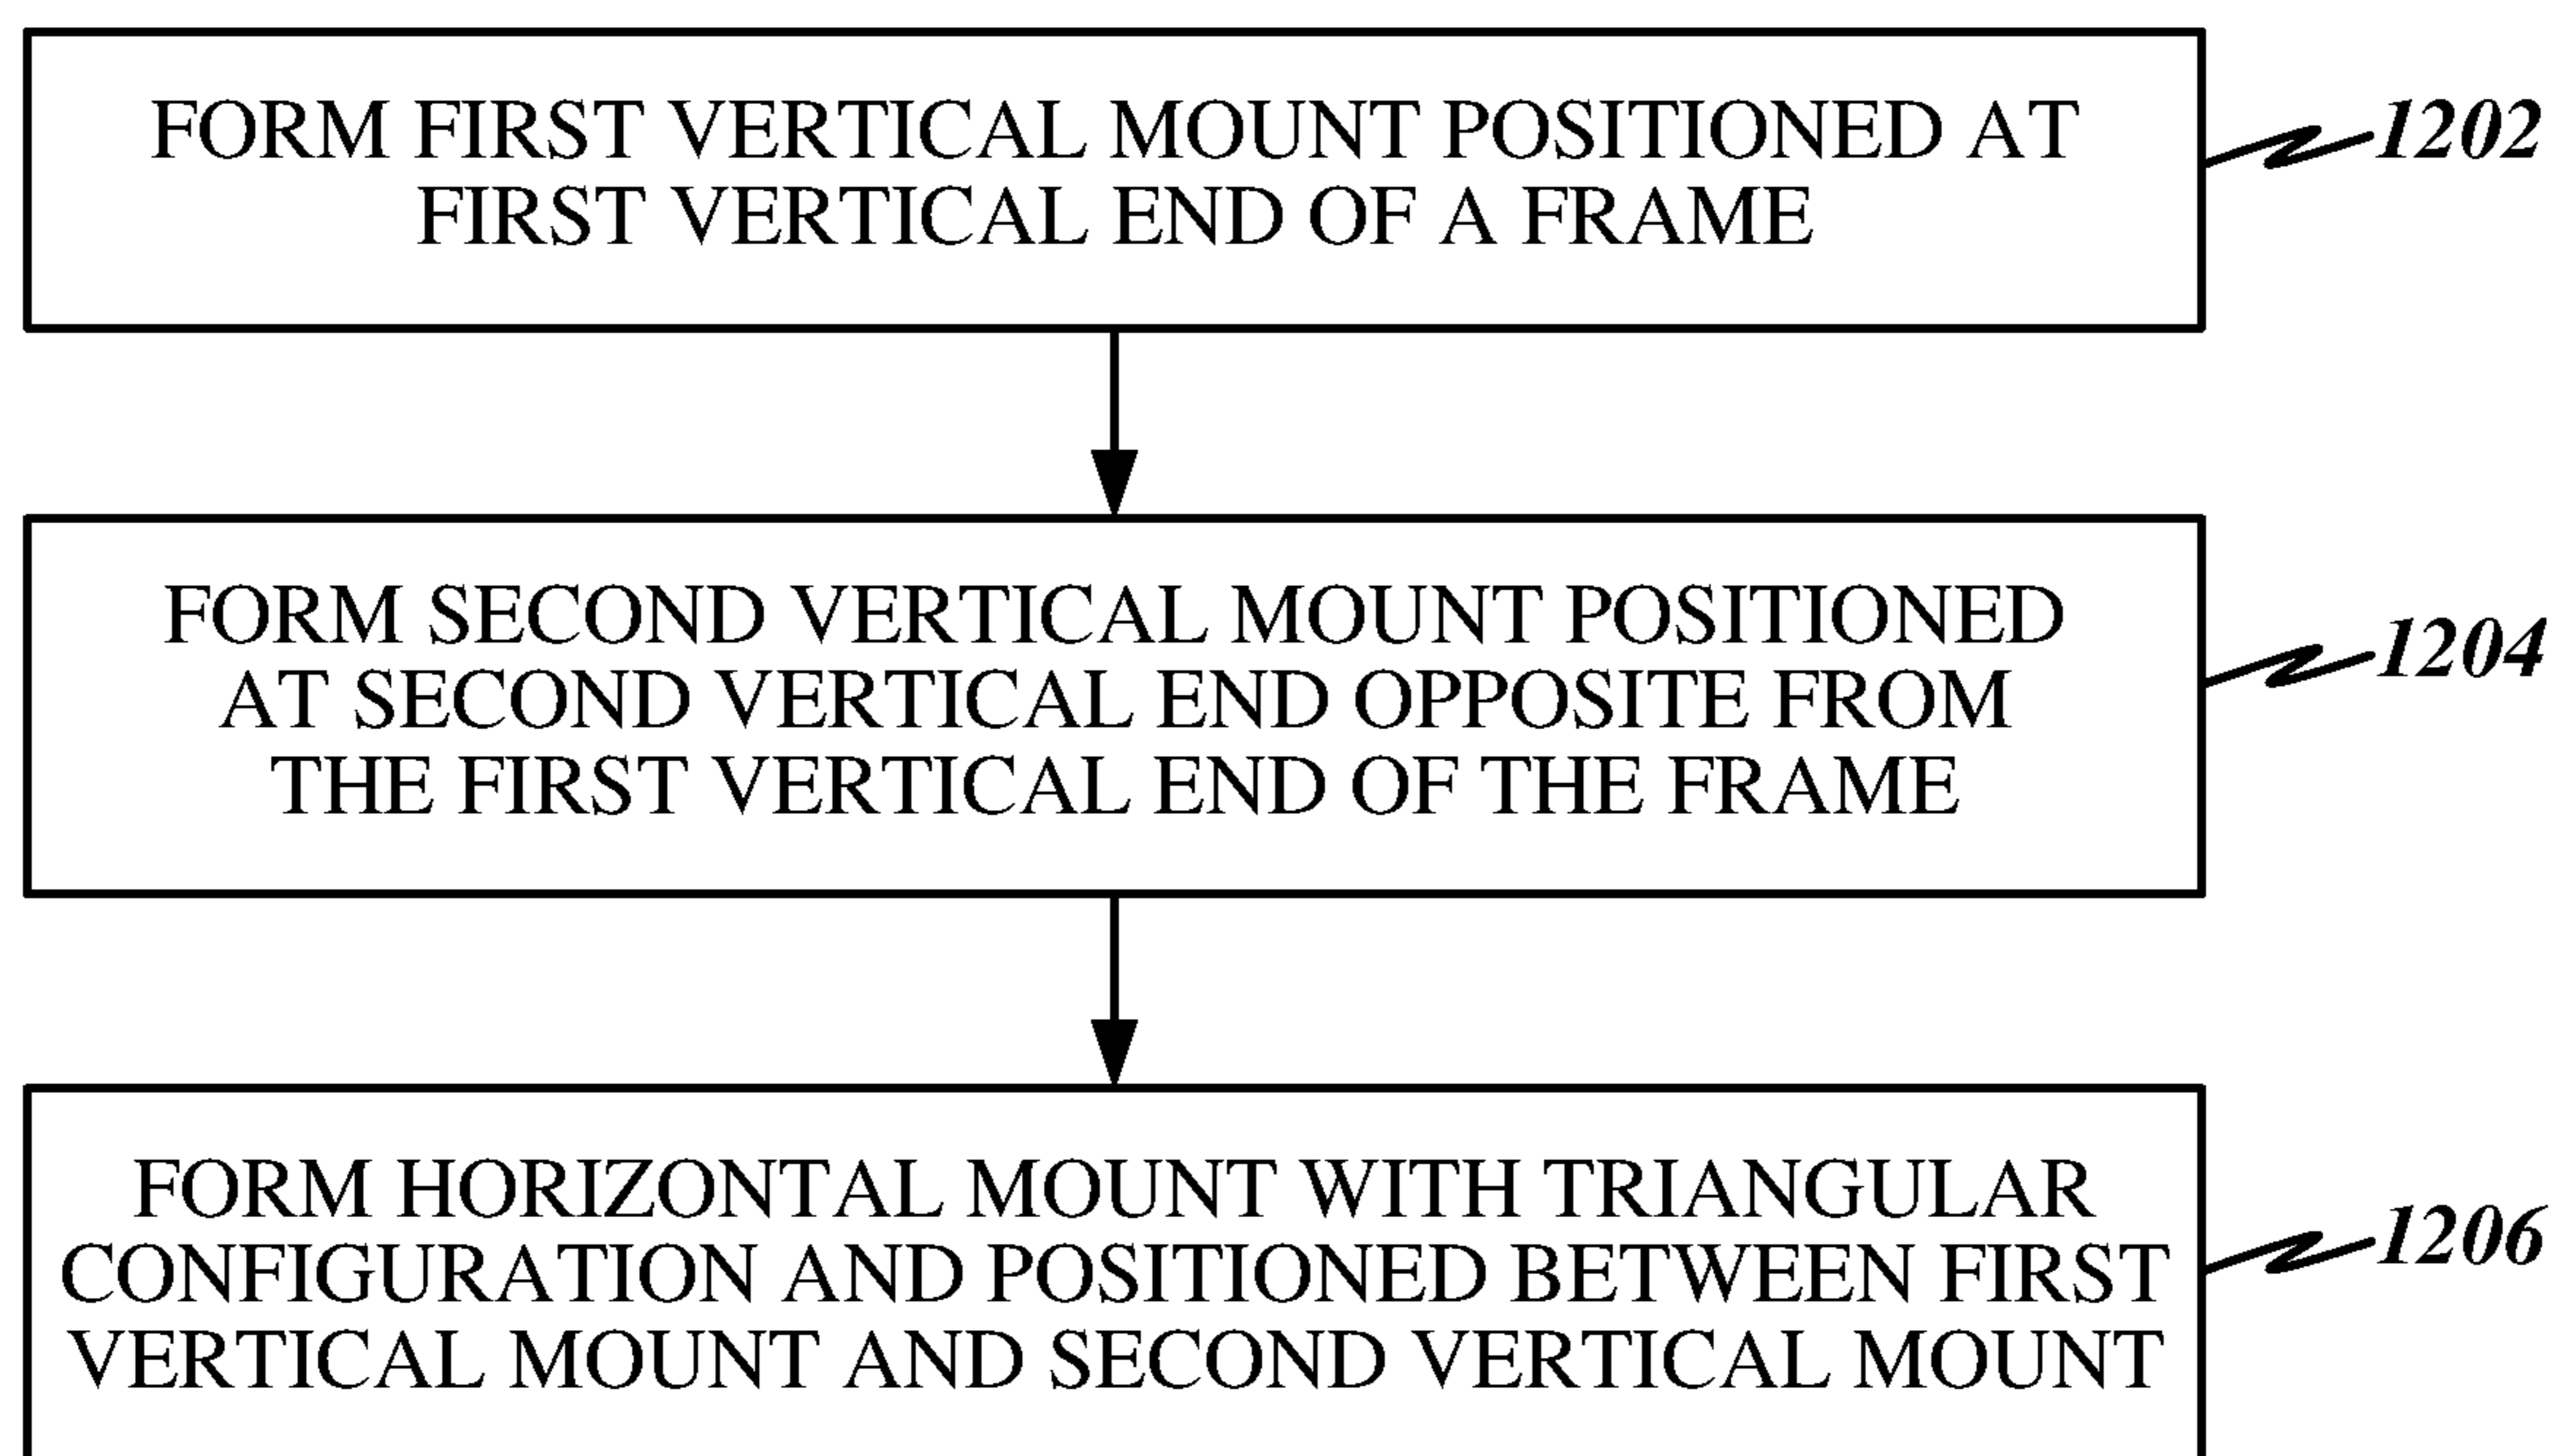 FORM FIRST VERTICAL MOUNT POSITIONED AT
FIRST VERTICAL END OF A FRAME
1202
FORM SECOND VERTICAL MOUNT POSITIONED
AT SECOND VERTICAL END OPPOSITE FROM
THE FIRST VERTICAL END OF THE FRAME
1204
FORM HORIZONTAL MOUNT WITH TRIANGULAR
CONFIGURATION AND POSITIONED BETWEEN FIRST
VERTICAL MOUNT AND SECOND VERTICAL MOUNT
1206